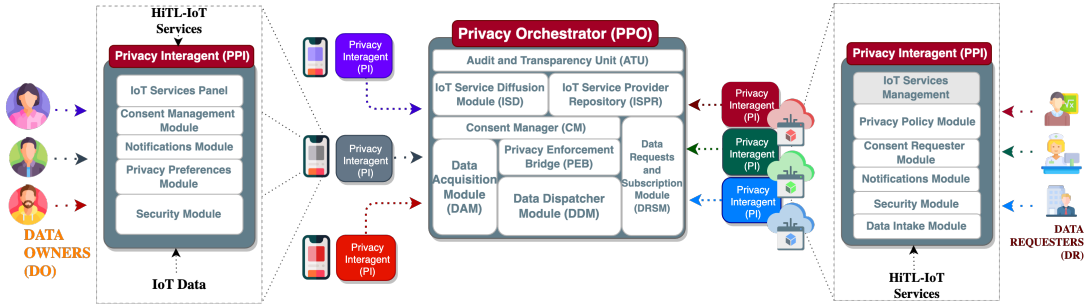 HiTL-IoT
Services
Privacy Interagent (PPI)
IoT Services Panel
Consent Management
Module
Notifications Module
Privacy Preferences
Module
Security Module
DATA
OWNERS
(DO)
IoT Data
Privacy
Interagent
(PI)
Privacy
Interagent
(PI)
Privacy
Interagent
(PI)
Privacy Orchestrator (PPO)
Audit and Transparency Unit (ATU)
IoT Service Diffusion
Module (ISD)
IoT Service Provider
Repository (ISPR)
Consent Manager (CM)
Data
Acquisition
Module
(DAM)
Privacy Enforcement
Bridge (PEB)
Data Dispatcher
Module (DDM)
Data
Requests
and
Subscription
Module
(DRSM)
Privacy
Interagent
(PI)
Privacy
Interagent
(PI)
Privacy
Interagent
(PI)
Privacy Interagent (PPI)
IoT Services
Management
Privacy Policy Module
Consent Requester
Module
Notifications Module
Security Module
Data Intake Module
HiTL-IoT
Services
DATA
REQUESTERS
(DR)